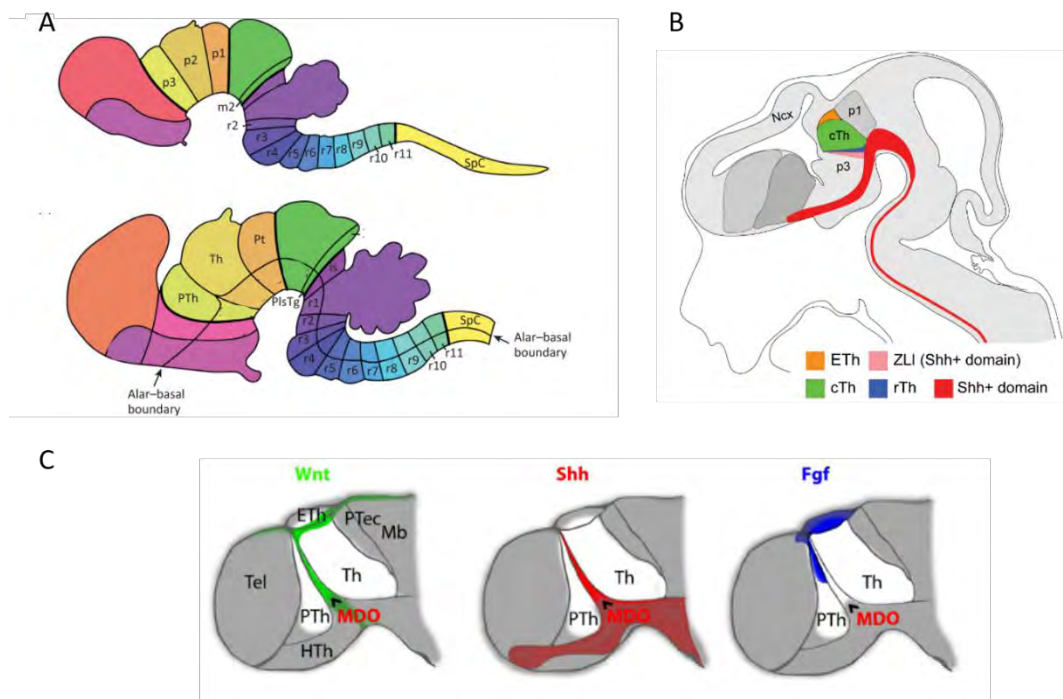 A
p3
p2
p1
m2
r2
r3
r4
r5
r6
r7
r8
r9
r10
r11
SpC
Th
Pt
PTh
PlsTg
is
r1
r2
r3
r4
r5
r6
r7
r8
r9
r10
r11
SpC
Alar–basal
boundary
Alar–basal
boundary
B
Ncx
p1
cTh
p3
ETh
ZLI (Shh+ domain)
cTh
rTh
Shh+ domain
C
Wnt
ETh
PTec
Mb
Tel
Th
PTh
MDO
HTh
Shh
Th
PTh
MDO
Fgf
Th
PTh
MDO